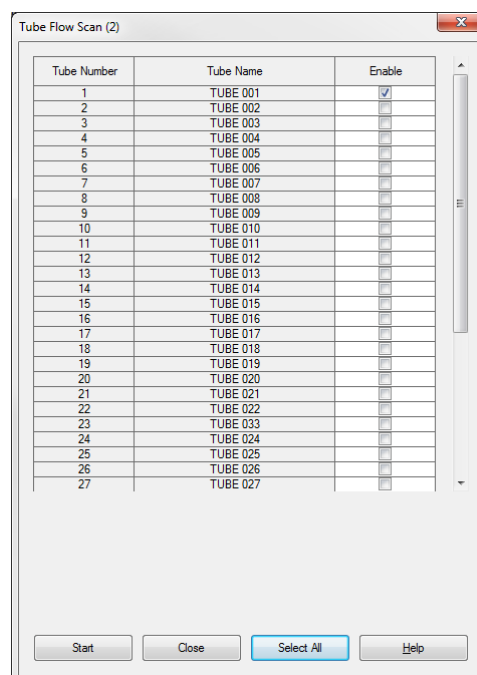 Tube Flow Scan (2)
Tube Number Tube Name Enable
1 TUBE 001
2 TUBE 002
3 TUBE 003
4 TUBE 004
5 TUBE 005
6 TUBE 006
7 TUBE 007
8 TUBE 008
9 TUBE 009
10 TUBE 010
11 TUBE 011
12 TUBE 012
13 TUBE 013
14 TUBE 014
15 TUBE 015
16 TUBE 016
17 TUBE 017
18 TUBE 018
19 TUBE 019
20 TUBE 020
21 TUBE 021
22 TUBE 022
23 TUBE 033
24 TUBE 024
25 TUBE 025
26 TUBE 026
27 TUBE 027
Start Close Select All Help